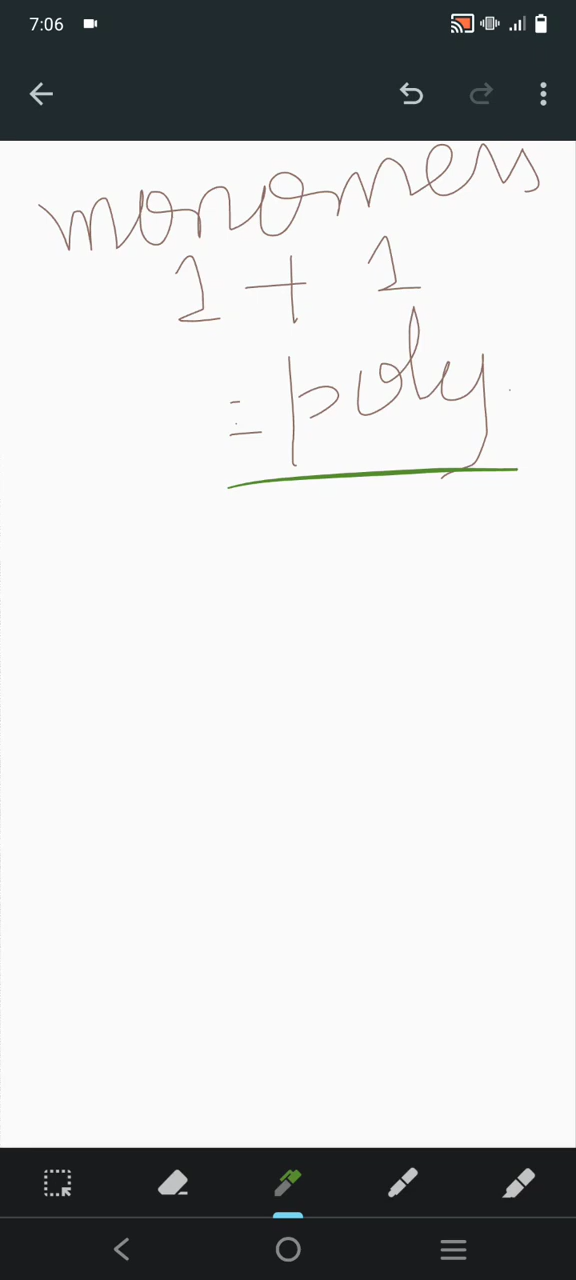 7:06
monomers
1 + 1
= poly